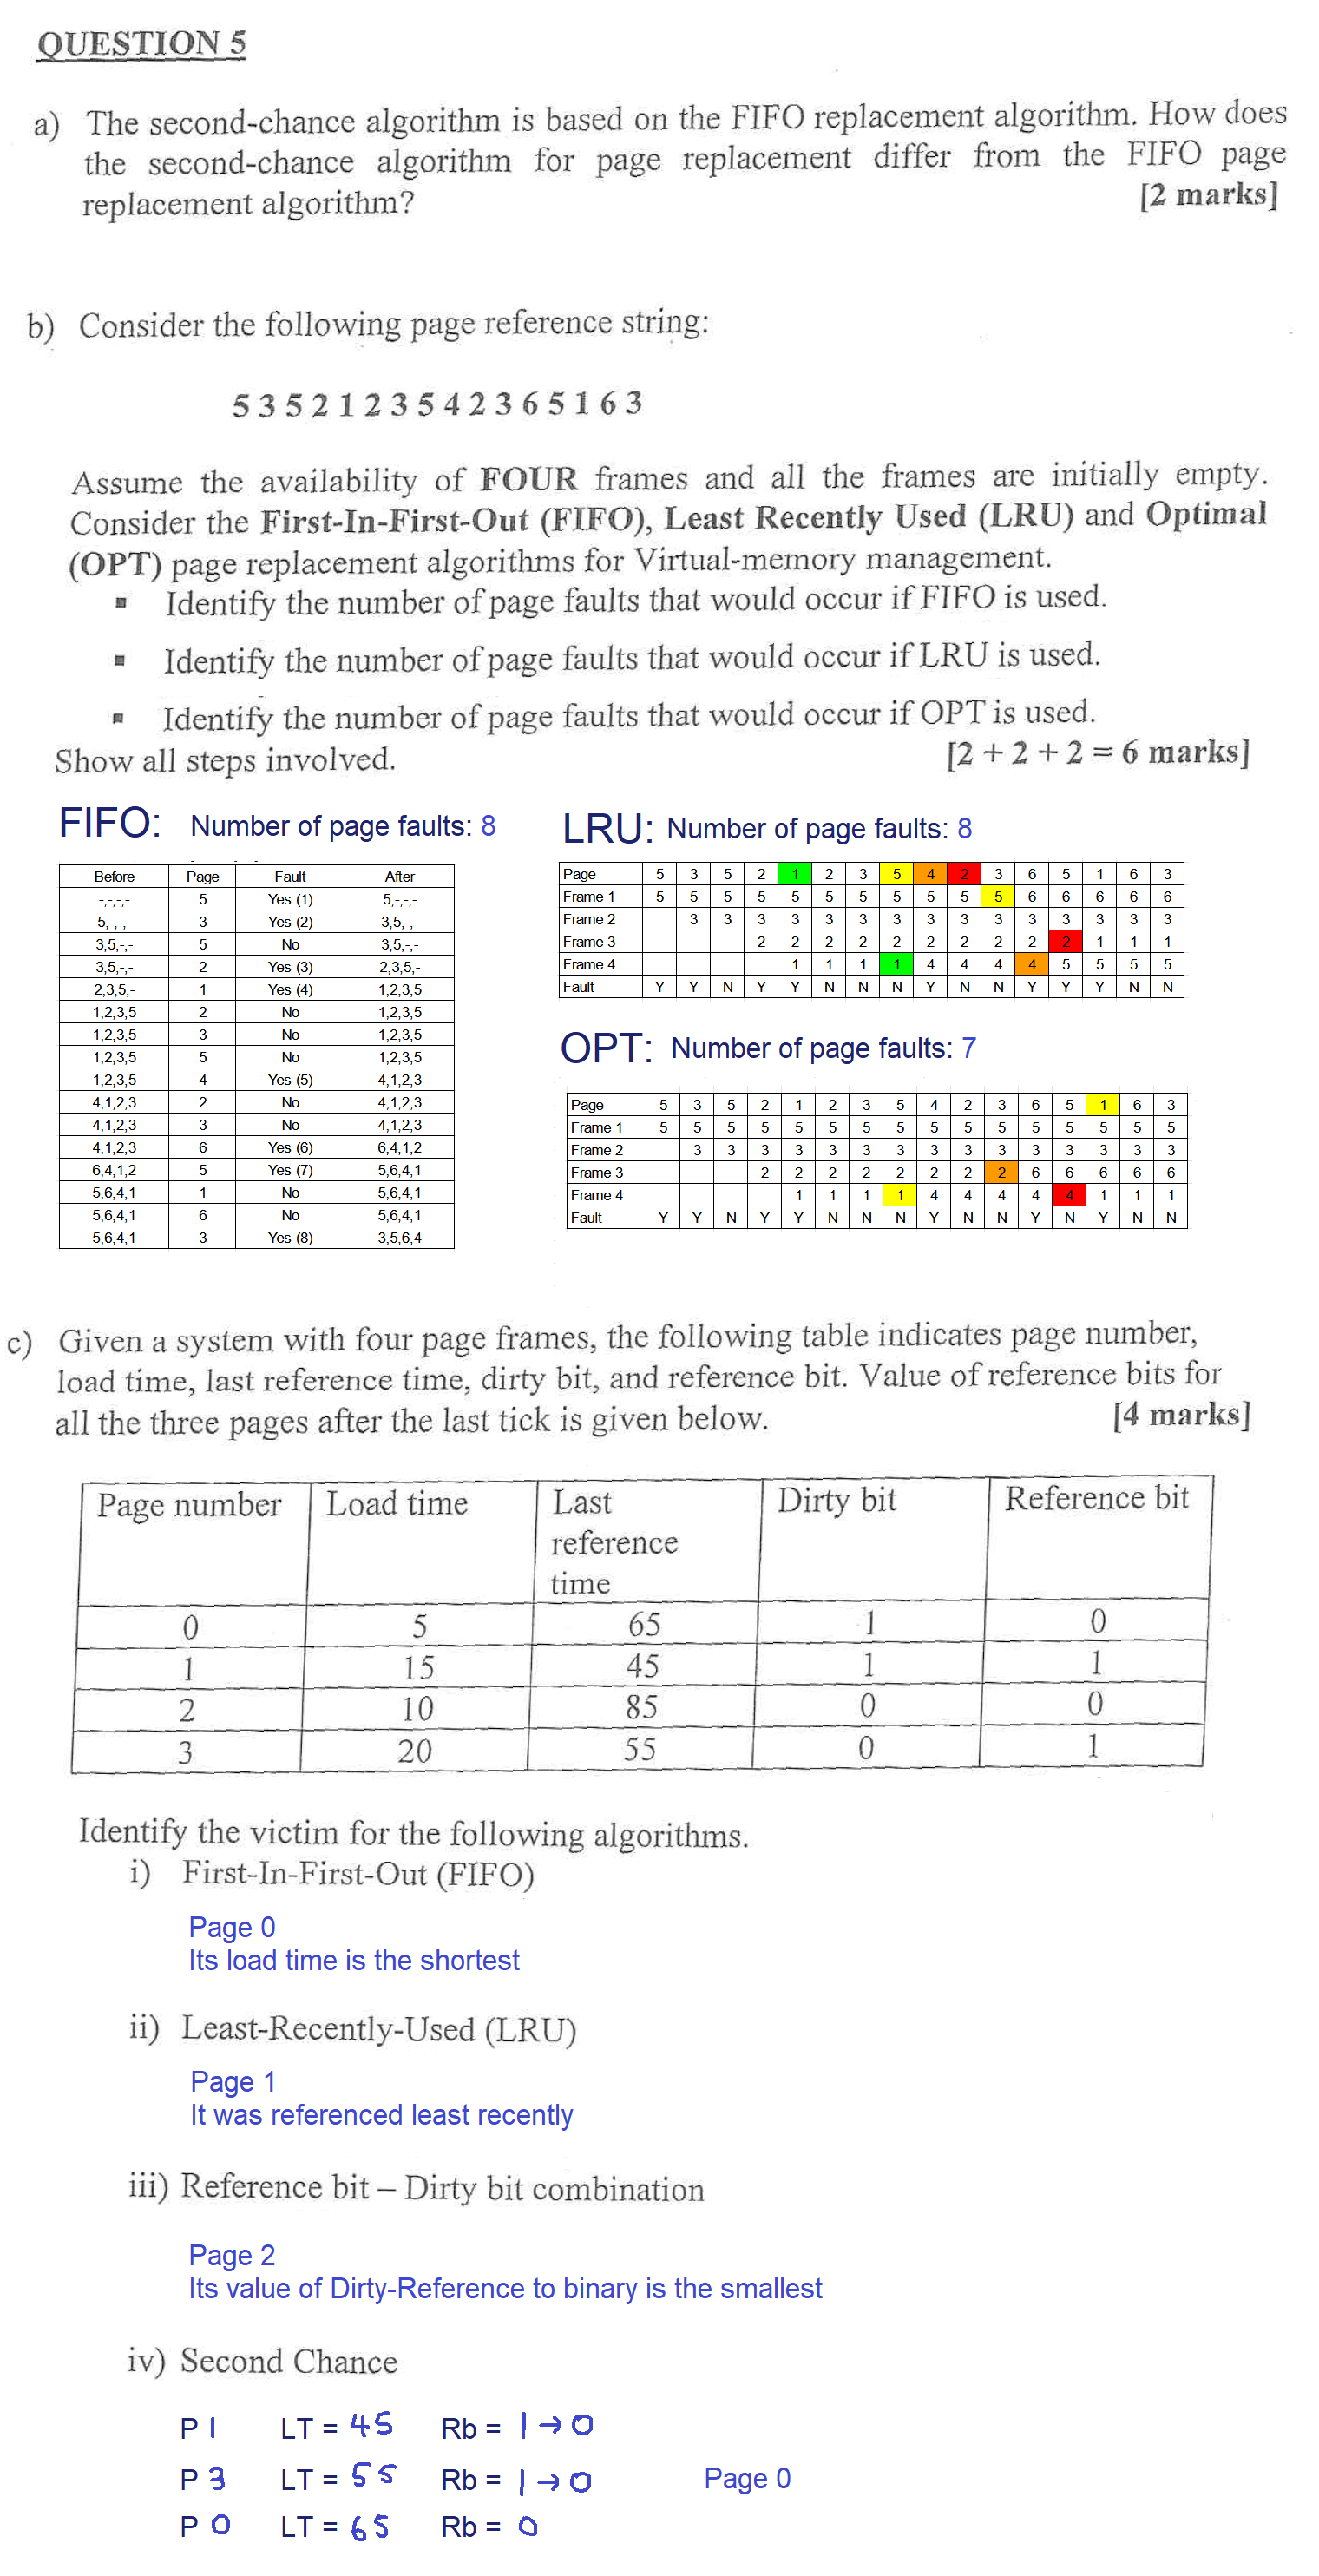 QUESTION 5
a) The second-chance algorithm is based on the FIFO replacement algorithm. How does
the second-chance algorithm for page replacement differ from the FIFO page
replacement algorithm? [2 marks]
b) Consider the following page reference string:
5 3 5 2 1 2 3 5 4 2 3 6 5 1 6 3
Assume the availability of FOUR frames and all the frames are initially empty.
Consider the First-In-First-Out (FIFO), Least Recently Used (LRU) and Optimal
(OPT) page replacement algorithms for Virtual-memory management.
▪ Identify the number of page faults that would occur if FIFO is used.
▪ Identify the number of page faults that would occur if LRU is used.
▪ Identify the number of page faults that would occur if OPT is used.
Show all steps involved. [2 + 2 + 2 = 6 marks]
FIFO: Number of page faults: 8
Before Page Fault After
-,-,-,- 5 Yes (1) 5,-,-,-
5,-,-,- 3 Yes (2) 3,5,-,-
3,5,-,- 5 No 3,5,-,-
3,5,-,- 2 Yes (3) 2,3,5,-
2,3,5,- 1 Yes (4) 1,2,3,5
1,2,3,5 2 No 1,2,3,5
1,2,3,5 3 No 1,2,3,5
1,2,3,5 5 No 1,2,3,5
1,2,3,5 4 Yes (5) 4,1,2,3
4,1,2,3 2 No 4,1,2,3
4,1,2,3 3 No 4,1,2,3
4,1,2,3 6 Yes (6) 6,4,1,2
6,4,1,2 5 Yes (7) 5,6,4,1
5,6,4,1 1 No 5,6,4,1
5,6,4,1 6 No 5,6,4,1
5,6,4,1 3 Yes (8) 3,5,6,4
LRU: Number of page faults: 8
Page 5 3 5 2 1 2 3 5 4 2 3 6 5 1 6 3
Frame 1 5 5 5 5 5 5 5 5 5 5 5 6 6 6 6 6
Frame 2 3 3 3 3 3 3 3 3 3 3 3 3 3 3 3
Frame 3 2 2 2 2 2 2 2 2 2 2 1 1 1
Frame 4 1 1 1 1 4 4 4 4 5 5 5 5
Fault Y Y N Y Y N N N Y N N Y Y Y N N
OPT: Number of page faults: 7
Page 5 3 5 2 1 2 3 5 4 2 3 6 5 1 6 3
Frame 1 5 5 5 5 5 5 5 5 5 5 5 5 5 5 5 5
Frame 2 3 3 3 3 3 3 3 3 3 3 3 3 3 3 3
Frame 3 2 2 2 2 2 2 2 2 6 6 6 6 6
Frame 4 1 1 1 1 4 4 4 4 4 1 1 1
Fault Y Y N Y Y N N N Y N N Y N Y N N
c) Given a system with four page frames, the following table indicates page number,
load time, last reference time, dirty bit, and reference bit. Value of reference bits for
all the three pages after the last tick is given below. [4 marks]
Page number Load time Last reference time Dirty bit Reference bit
0 5 65 1 0
1 15 45 1 1
2 10 85 0 0
3 20 55 0 1
Identify the victim for the following algorithms.
i) First-In-First-Out (FIFO)
Page 0
Its load time is the shortest
ii) Least-Recently-Used (LRU)
Page 1
It was referenced least recently
iii) Reference bit – Dirty bit combination
Page 2
Its value of Dirty-Reference to binary is the smallest
iv) Second Chance
P 1 LT = 45 Rb = 1→0
P 3 LT = 55 Rb = 1→0 Page 0
P 0 LT = 65 Rb = 0